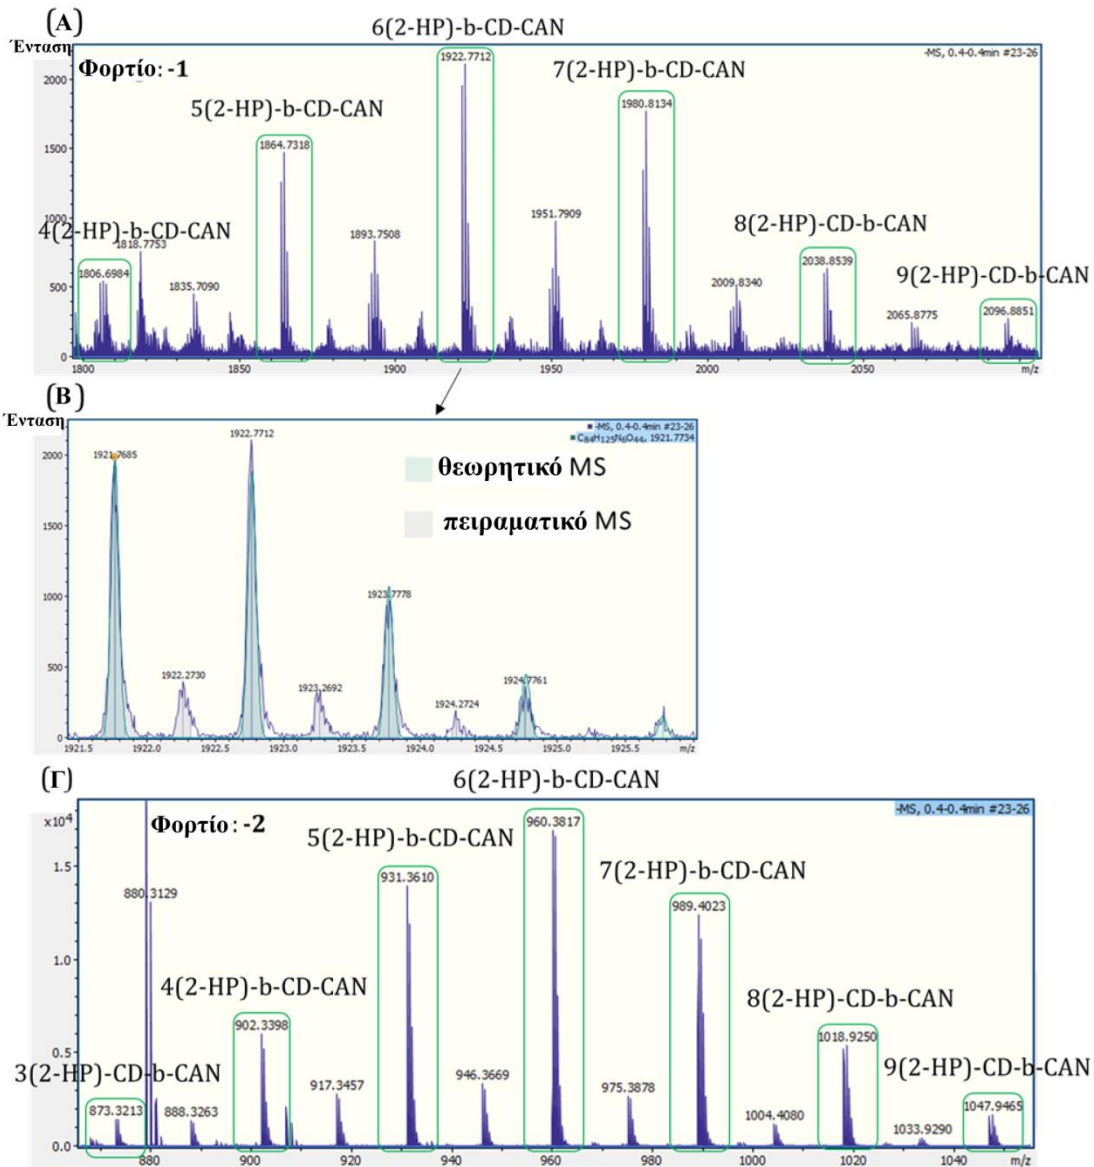 (Α)
6(2-HP)-b-CD-CAN
Ένταση
Φορτίο: -1
-MS, 0.4-0.4min #23-26
1922.7712
7(2-HP)-b-CD-CAN
5(2-HP)-b-CD-CAN
1980.8134
1864.7318
4(2-HP)-b-CD-CAN
8(2-HP)-CD-b-CAN
1951.7909
1818.7753
1893.7508
2038.8539
9(2-HP)-CD-b-CAN
1806.6984
1835.7090
2009.8340
2065.8775
2096.8851
2000
1500
1000
500
0
1800 1850 1900 1950 2000 2050 m/z
(Β)
Ένταση
-MS, 0.4-0.4min #23-26
C₈₄H₁₂₅N₆O₄₄, 1921.7734
1922.7712
1921.7685
θεωρητικό MS
πειραματικό MS
1923.7778
1922.2730
1923.2692
1924.2724
1924.7761
2000
1500
1000
500
0
1921.5 1922.0 1922.5 1923.0 1923.5 1924.0 1924.5 1925.0 1925.5 m/z
(Γ)
6(2-HP)-b-CD-CAN
x10⁴
Φορτίο: -2
-MS, 0.4-0.4min #23-26
5(2-HP)-b-CD-CAN
960.3817
7(2-HP)-b-CD-CAN
931.3610
880.3129
989.4023
4(2-HP)-b-CD-CAN
8(2-HP)-CD-b-CAN
902.3398
1018.9250
3(2-HP)-CD-b-CAN
9(2-HP)-CD-b-CAN
873.3213
888.3263
917.3457
946.3669
975.3878
1004.4080
1033.9290
1047.9465
1.5
1.0
0.5
0.0
880 900 920 940 960 980 1000 1020 1040 m/z